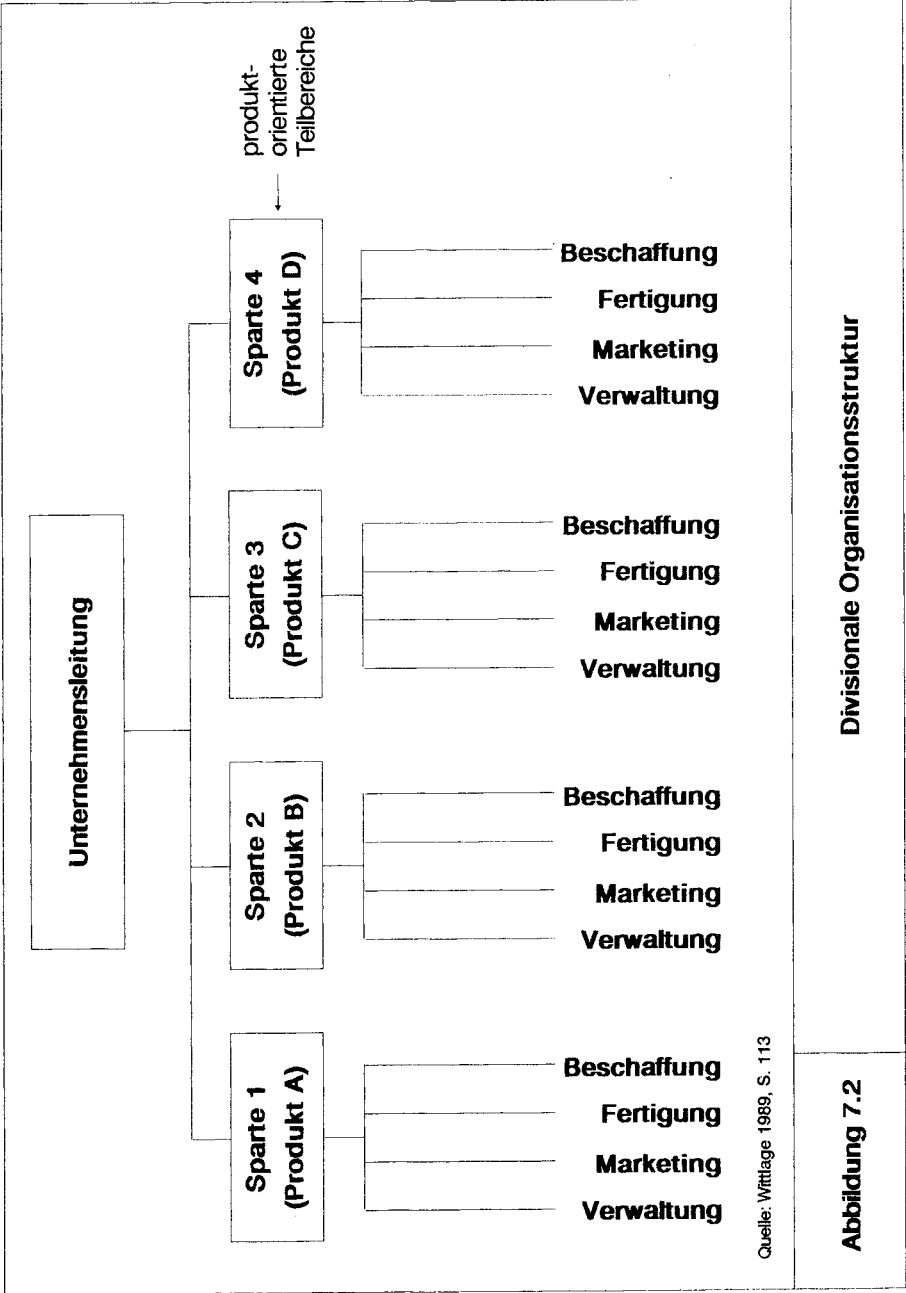 Unternehmensleitung
Sparte 1
(Produkt A)
Sparte 2
(Produkt B)
Sparte 3
(Produkt C)
Sparte 4
(Produkt D)
produkt-
orientierte
Teilbereiche
Verwaltung
Marketing
Fertigung
Beschaffung
Verwaltung
Marketing
Fertigung
Beschaffung
Verwaltung
Marketing
Fertigung
Beschaffung
Verwaltung
Marketing
Fertigung
Beschaffung
Quelle: Wittlage 1989, S. 113
Abbildung 7.2
Divisionale Organisationsstruktur